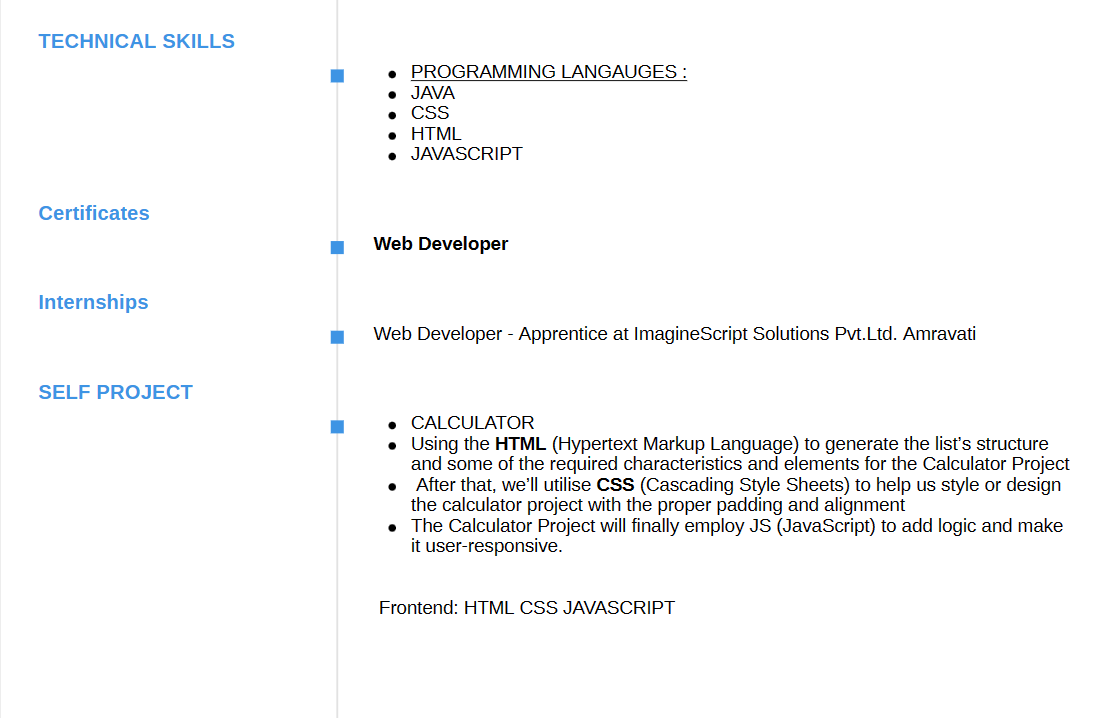 TECHNICAL SKILLS
● PROGRAMMING LANGAUGES :
● JAVA
● CSS
● HTML
● JAVASCRIPT
Certificates
Web Developer
Internships
Web Developer - Apprentice at ImagineScript Solutions Pvt.Ltd. Amravati
SELF PROJECT
● CALCULATOR
● Using the HTML (Hypertext Markup Language) to generate the list’s structure
and some of the required characteristics and elements for the Calculator Project
● After that, we’ll utilise CSS (Cascading Style Sheets) to help us style or design
the calculator project with the proper padding and alignment
● The Calculator Project will finally employ JS (JavaScript) to add logic and make
it user-responsive.
Frontend: HTML CSS JAVASCRIPT